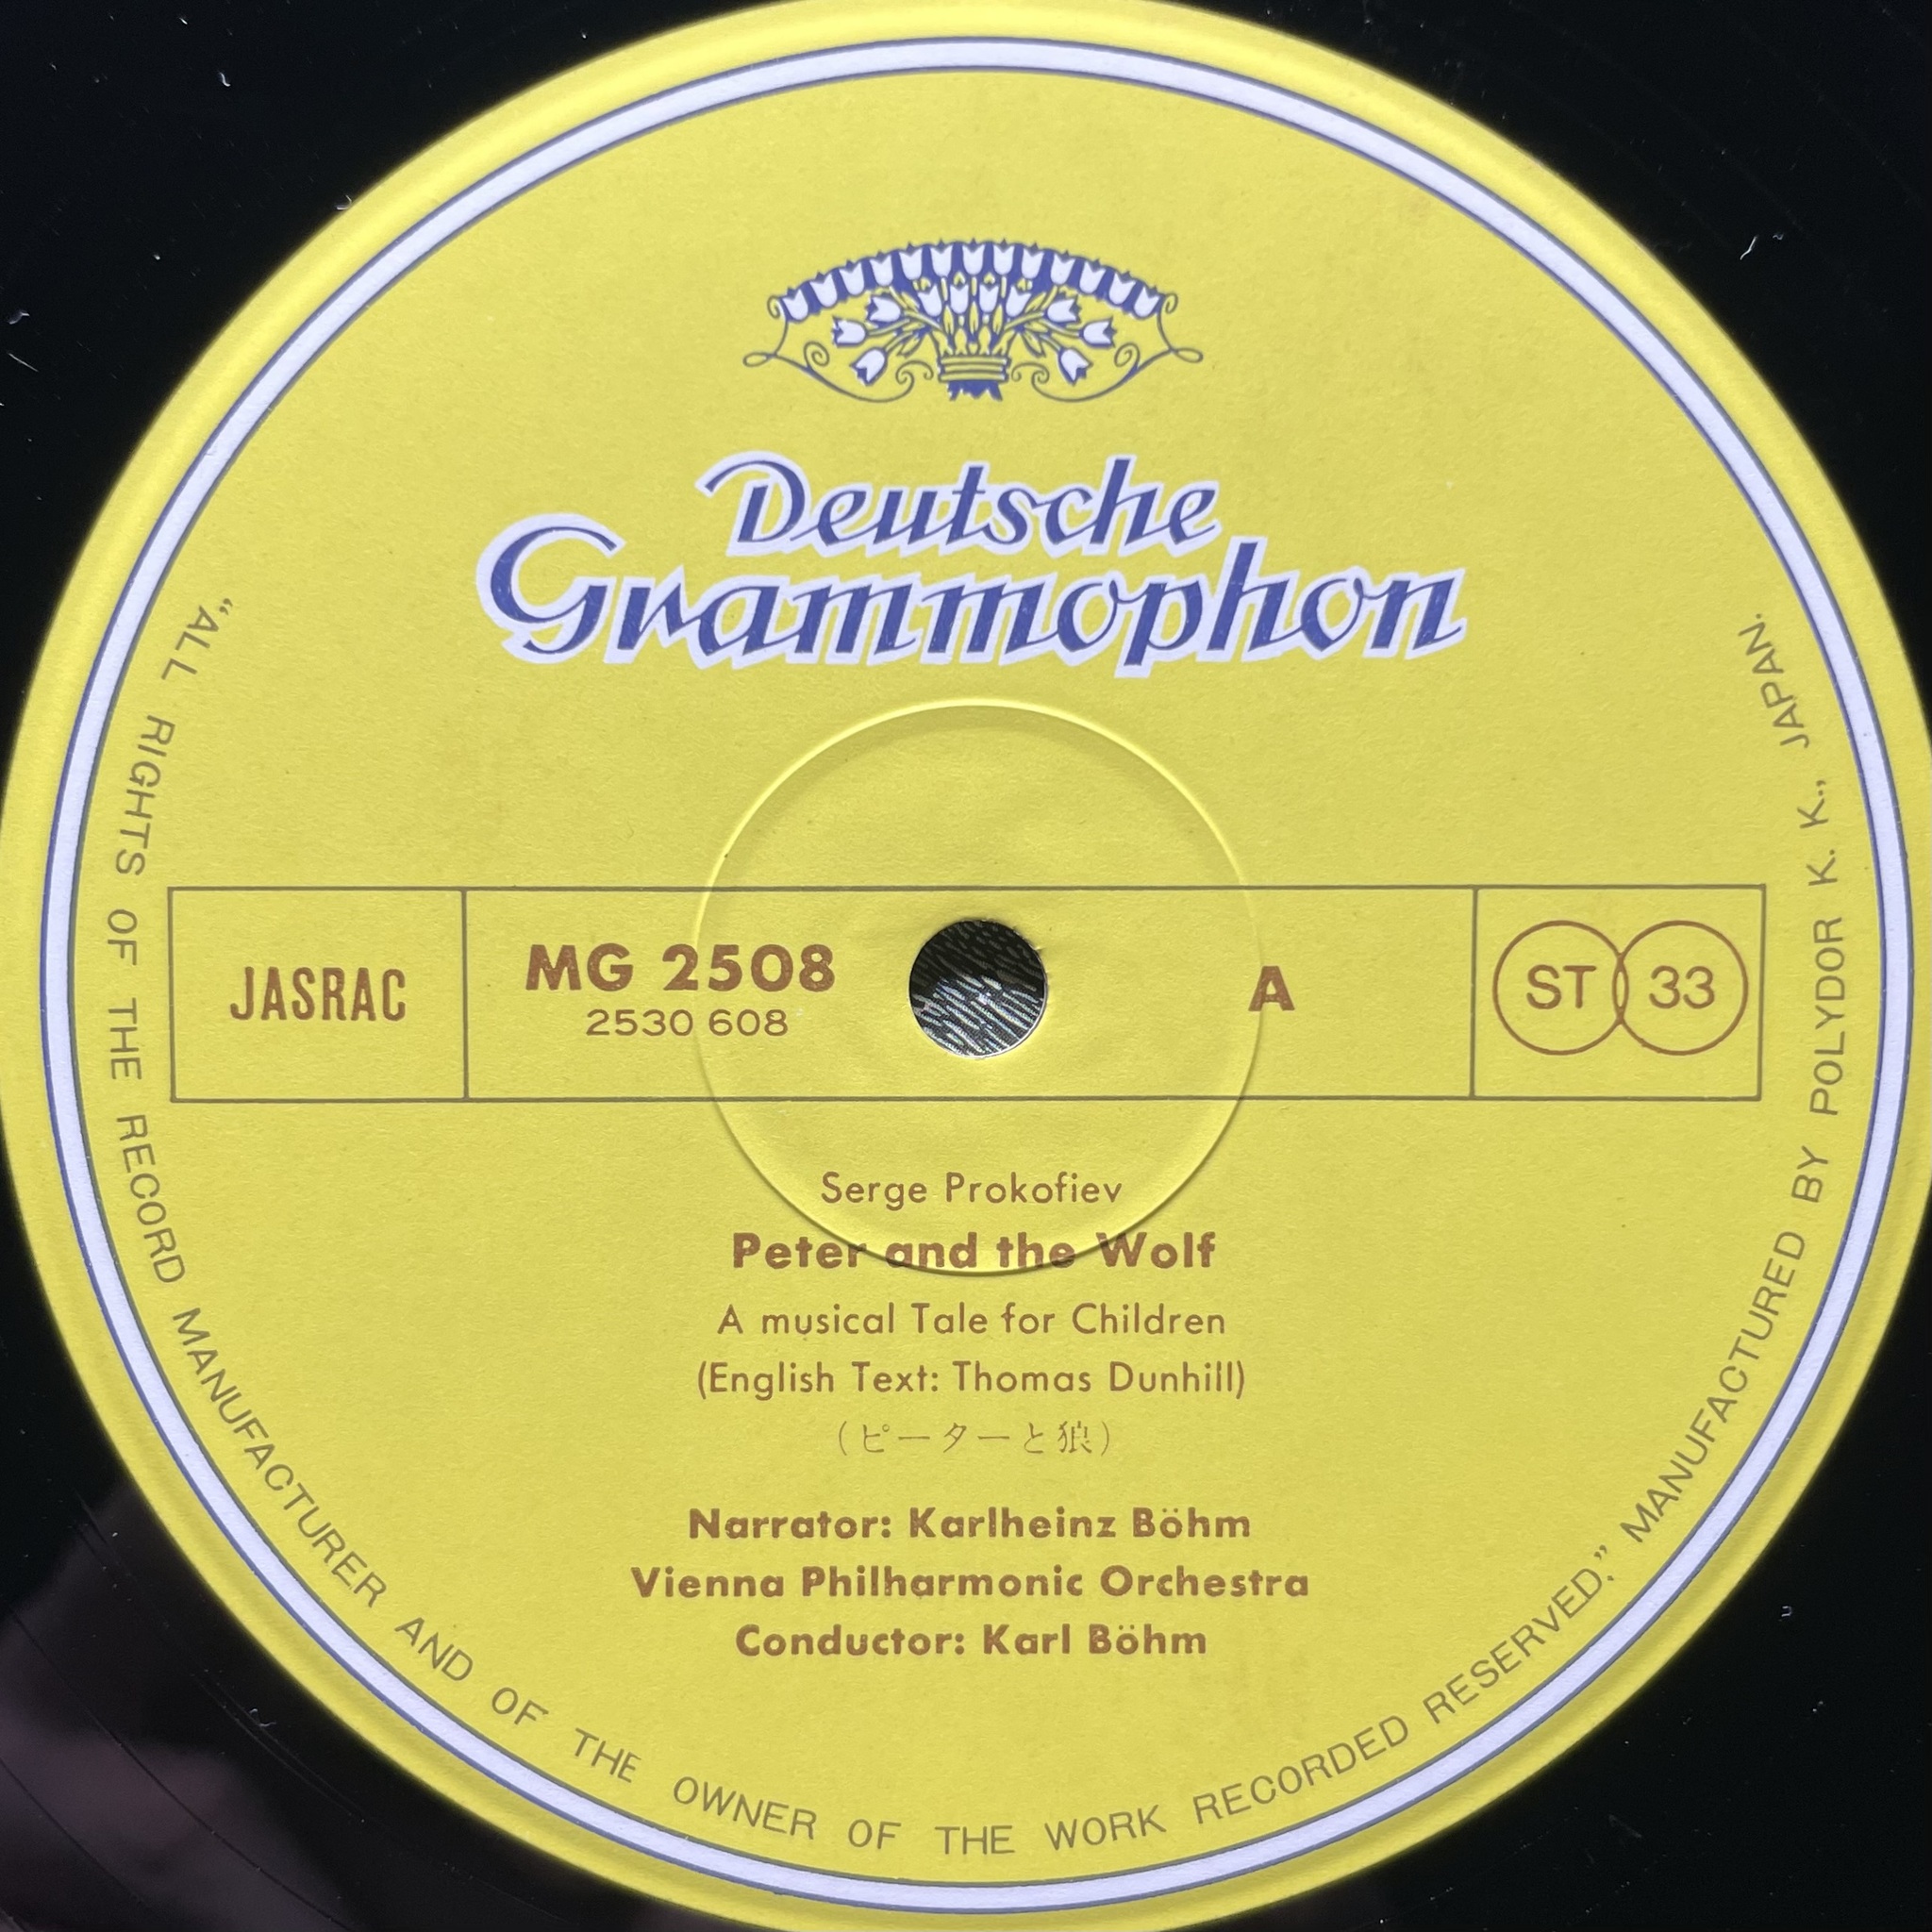 Deutsche
Grammophon
JASRAC
MG 2508
2530 608
A
ST 33
Serge Prokofiev
Peter and the Wolf
A musical Tale for Children
(English Text: Thomas Dunhill)
(ピーターと狼)
Narrator: Karlheinz Böhm
Vienna Philharmonic Orchestra
Conductor: Karl Böhm
“ALL RIGHTS OF THE RECORD MANUFACTURER AND OF THE OWNER OF THE WORK RECORDED RESERVED,” MANUFACTURED BY POLYDOR K. K., JAPAN.